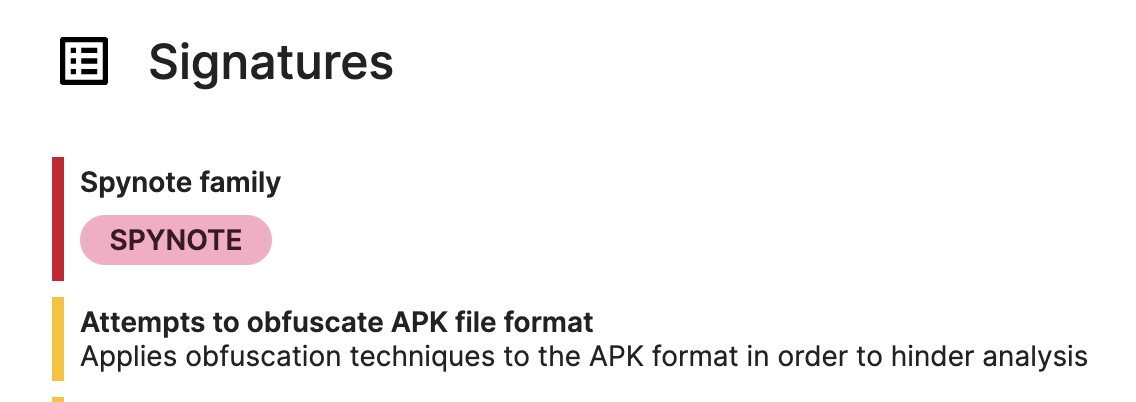 Signatures
Spynote family
SPYNOTE
Attempts to obfuscate APK file format
Applies obfuscation techniques to the APK format in order to hinder analysis